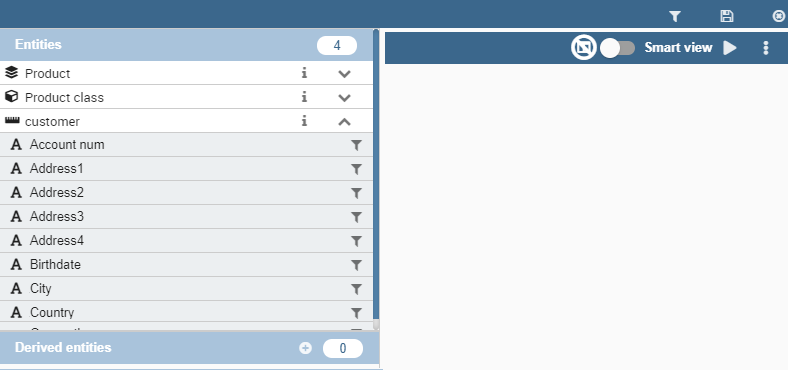 Entities 4
Smart view
Product
Product class
customer
A Account num
A Address1
A Address2
A Address3
A Address4
A Birthdate
A City
A Country
Derived entities 0